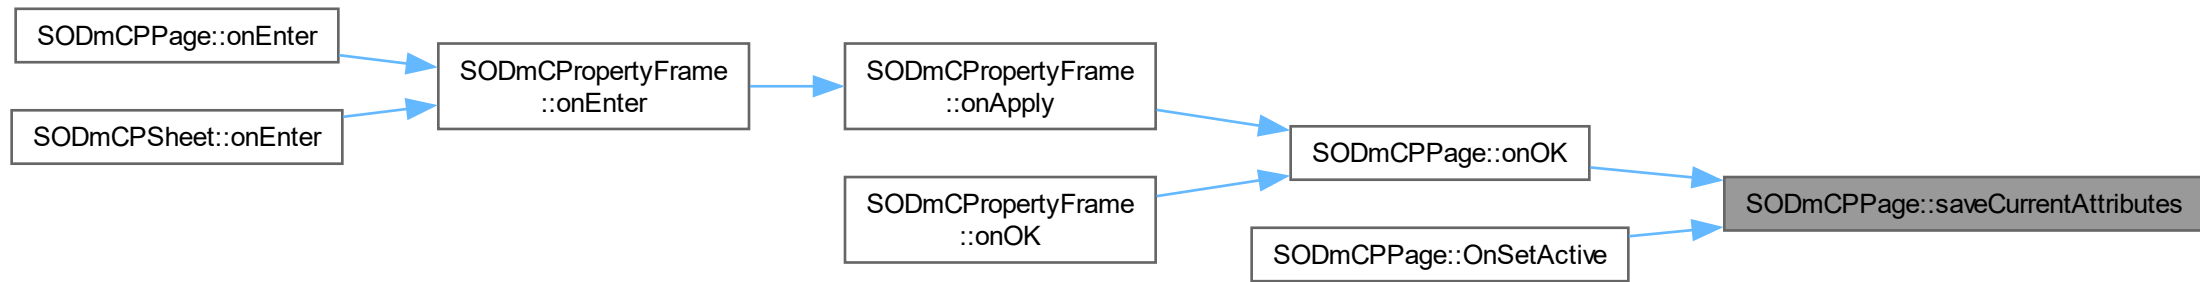 SODmCPPage::onEnter
SODmCPSheet::onEnter
SODmCPropertyFrame
::onEnter
SODmCPropertyFrame
::onApply
SODmCPropertyFrame
::onOK
SODmCPPage::onOK
SODmCPPage::OnSetActive
SODmCPPage::saveCurrentAttributes